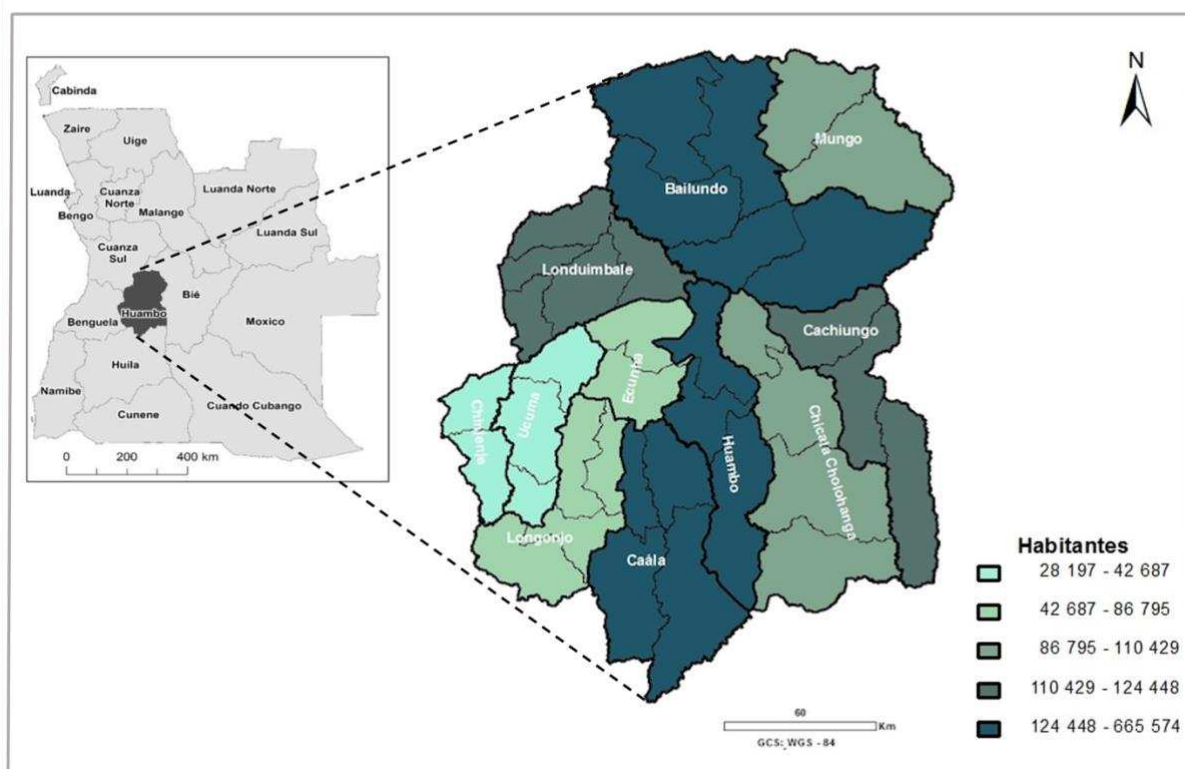 Cabinda
Zaire
Uige
Luanda
Cuanza
Norte
Luanda Norte
Bengo
Malange
Luanda Sul
Cuanza
Sul
Bié
Huambo
Benguela
Moxico
Huila
Namibe
Cunene
Cuando Cubango
0 200 400 km
N
Mungo
Bailundo
Londuimbale
Cachiungo
Ecunha
Ucuma
Chinjenje
Huambo
Chicala Cholohanga
Longonjo
Caála
Habitantes
28 197 - 42 687
42 687 - 86 795
86 795 - 110 429
110 429 - 124 448
124 448 - 665 574
60
Km
GCS: WGS - 84